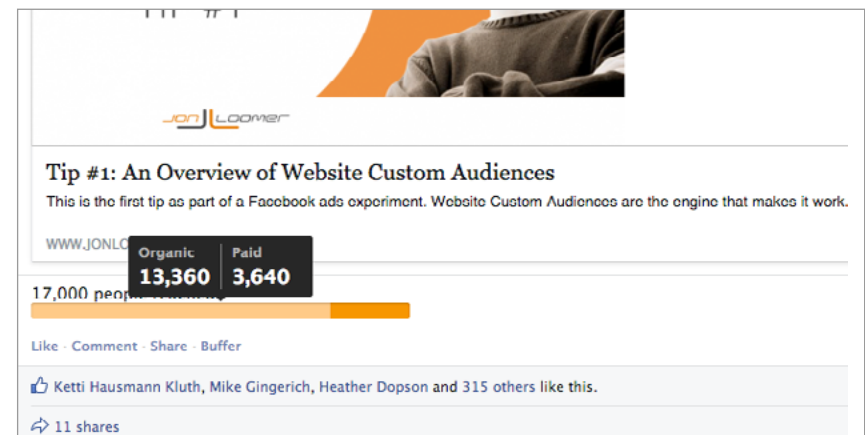 JON LOOMER
Tip #1: An Overview of Website Custom Audiences
This is the first tip as part of a Facebook ads experiment. Website Custom Audiences are the engine that makes it work.
WWW.JONLO
Organic Paid
13,360 3,640
17,000
Like · Comment · Share · Buffer
Ketti Hausmann Kluth, Mike Gingerich, Heather Dopson and 315 others like this.
11 shares